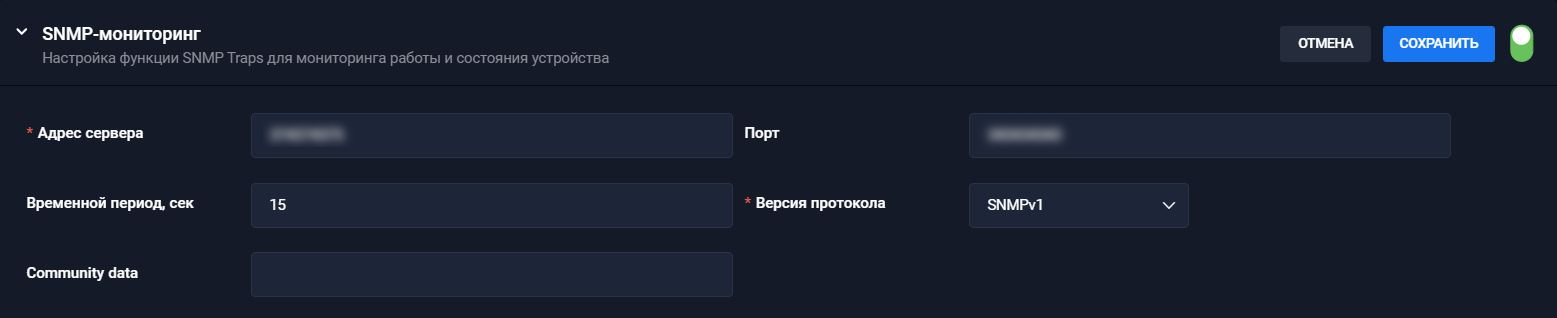 SNMP-мониторинг
Настройка функции SNMP Traps для мониторинга работы и состояния устройства
ОТМЕНА
СОХРАНИТЬ
* Адрес сервера
Порт
Временной период, сек
15
* Версия протокола
SNMPv1
Community data